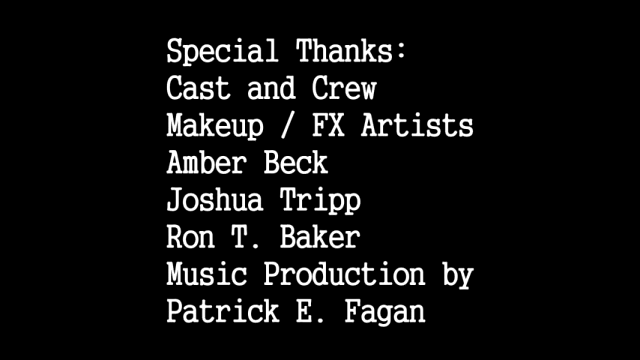 Special Thanks:
Cast and Crew
Makeup / FX Artists
Amber Beck
Joshua Tripp
Ron T. Baker
Music Production by
Patrick E. Fagan